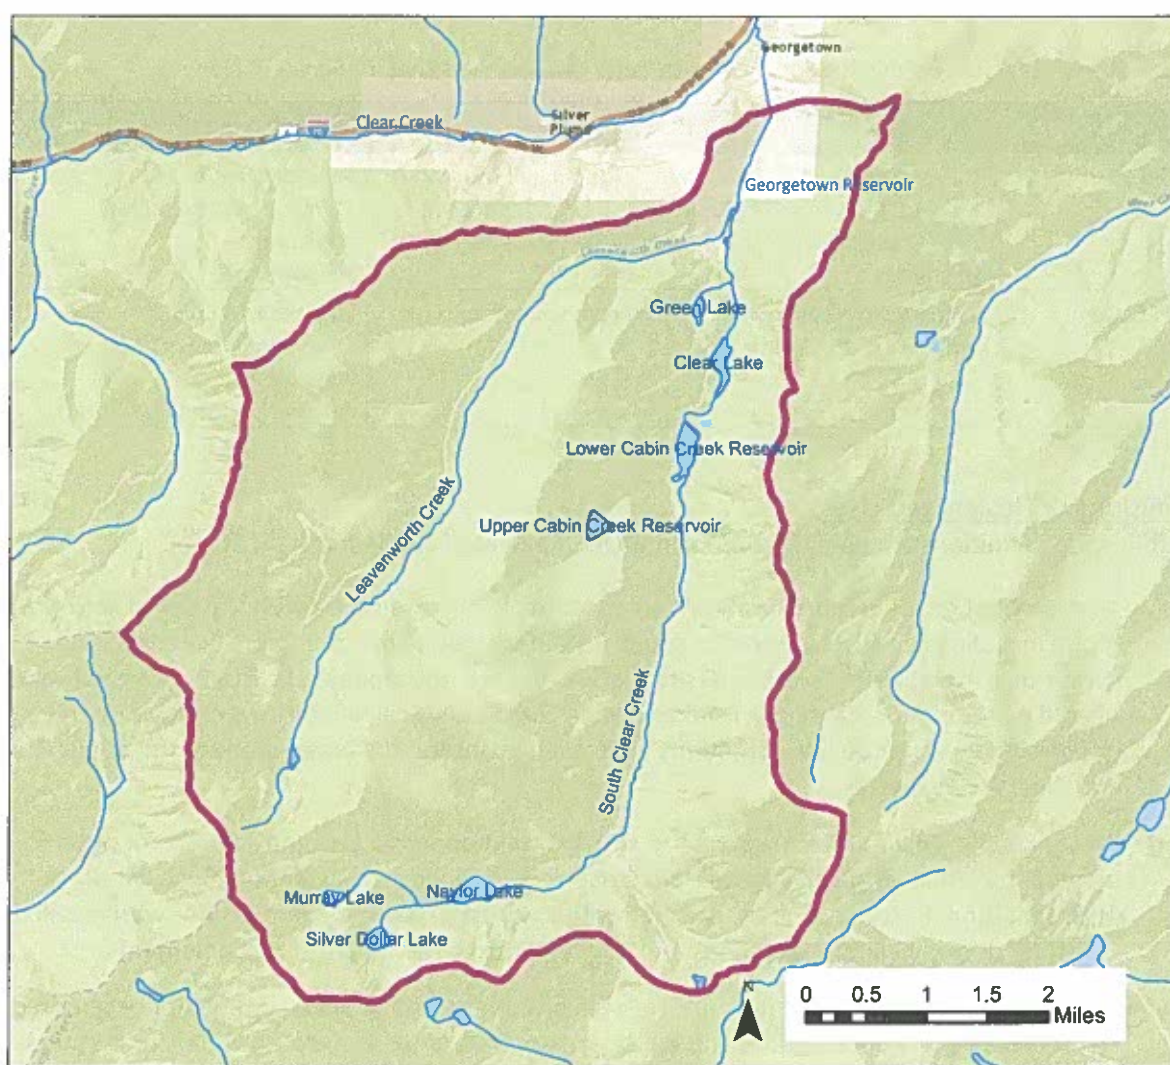 Georgetown
Silver
Plume
Clear Creek
Georgetown Reservoir
Leavenworth Creek
Green Lake
Clear Lake
Lower Cabin Creek Reservoir
Upper Cabin Creek Reservoir
Leavenworth Creek
South Clear Creek
Murray Lake
Naylor Lake
Silver Dollar Lake
0 0.5 1 1.5 2
Miles